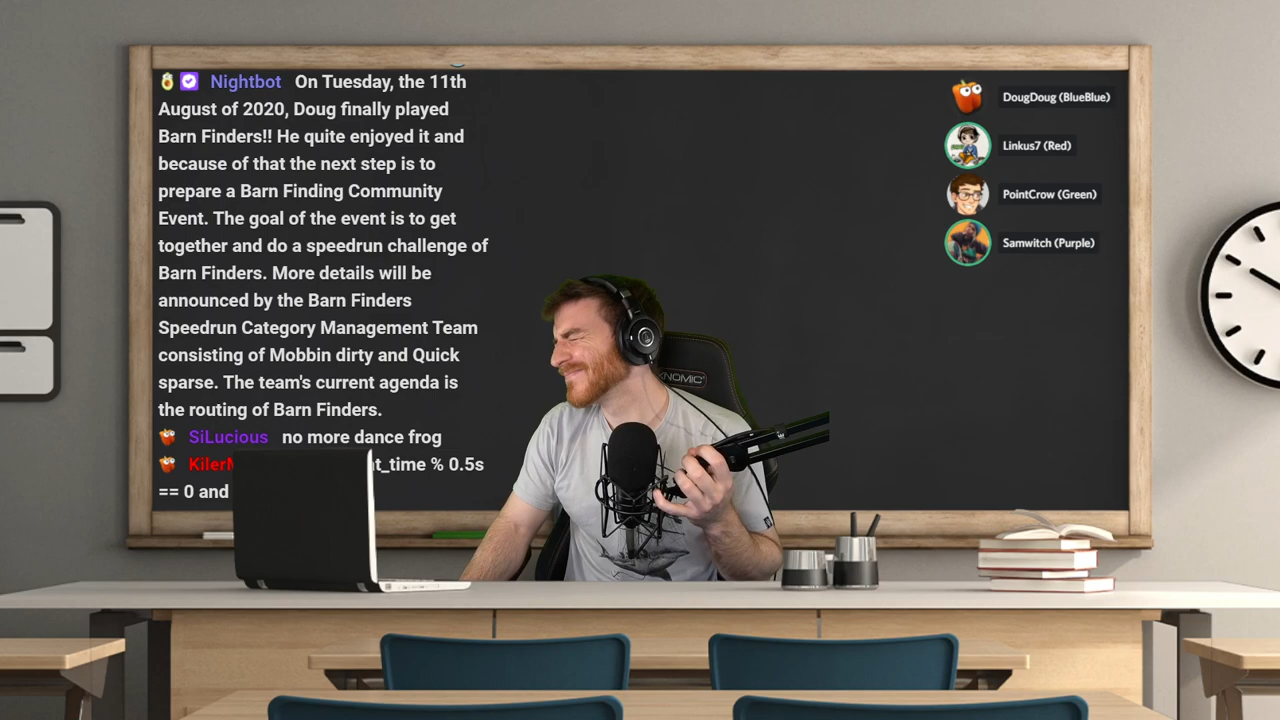 Nightbot On Tuesday, the 11th
August of 2020, Doug finally played
Barn Finders!! He quite enjoyed it and
because of that the next step is to
prepare a Barn Finding Community
Event. The goal of the event is to get
together and do a speedrun challenge of
Barn Finders. More details will be
announced by the Barn Finders
Speedrun Category Management Team
consisting of Mobbin dirty and Quick
sparse. The team's current agenda is
the routing of Barn Finders.
SiLucious no more dance frog
t_time % 0.5s
== 0 and
DougDoug (BlueBlue)
Linkus7 (Red)
PointCrow (Green)
Samwitch (Purple)